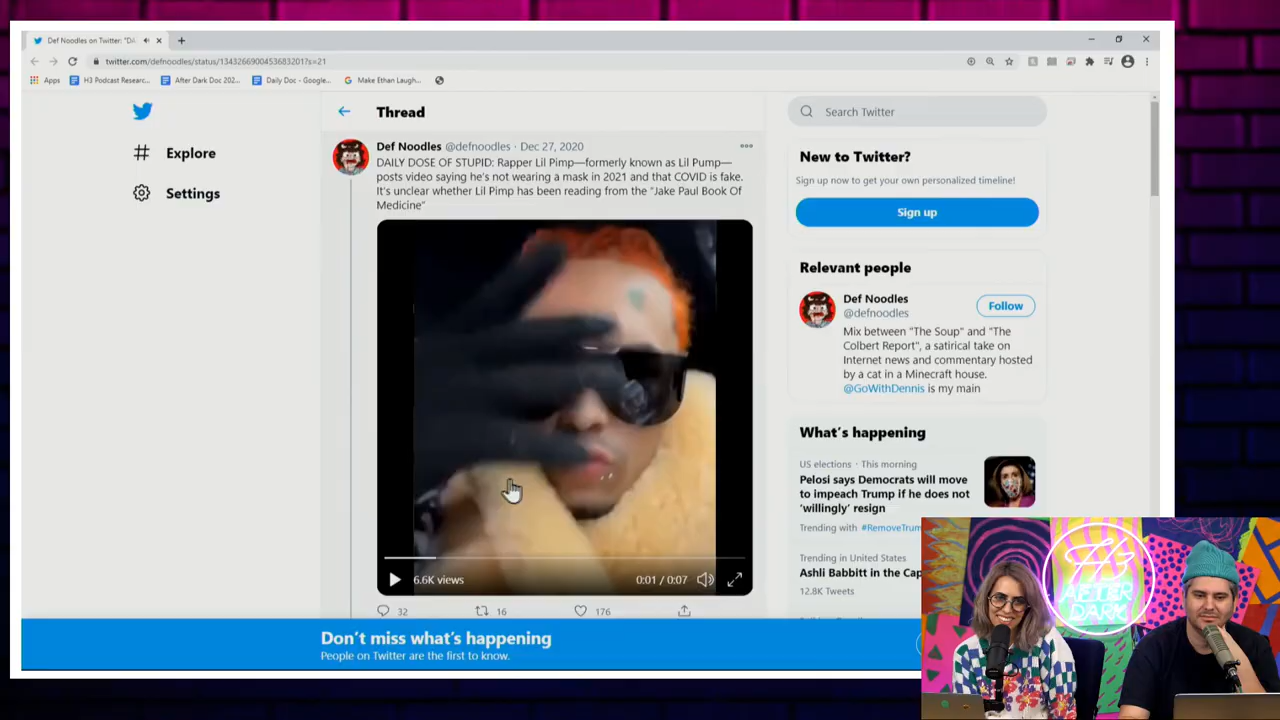 Def Noodles on Twitter: "DA
twitter.com/defnoodles/status/1343266900453683201?s=21
Apps
H3 Podcast Researc...
After Dark Doc 202...
Daily Doc - Google...
Make Ethan Laugh...
Explore
Settings
Thread
Def Noodles @defnoodles · Dec 27, 2020
DAILY DOSE OF STUPID: Rapper Lil Pimp—formerly known as Lil Pump—
posts video saying he's not wearing a mask in 2021 and that COVID is fake.
It's unclear whether Lil Pimp has been reading from the "Jake Paul Book Of
Medicine"
6.6K views
0:01 / 0:07
32
16
176
Search Twitter
New to Twitter?
Sign up now to get your own personalized timeline!
Sign up
Relevant people
Def Noodles
@defnoodles
Follow
Mix between "The Soup" and "The
Colbert Report", a satirical take on
Internet news and commentary hosted
by a cat in a Minecraft house.
@GoWithDennis is my main
What's happening
US elections · This morning
Pelosi says Democrats will move
to impeach Trump if he does not
'willingly' resign
Trending with #RemoveTrum
Trending in United States
Ashli Babbitt in the Cap
12.8K Tweets
Don't miss what's happening
People on Twitter are the first to know.
AFTER
DARK